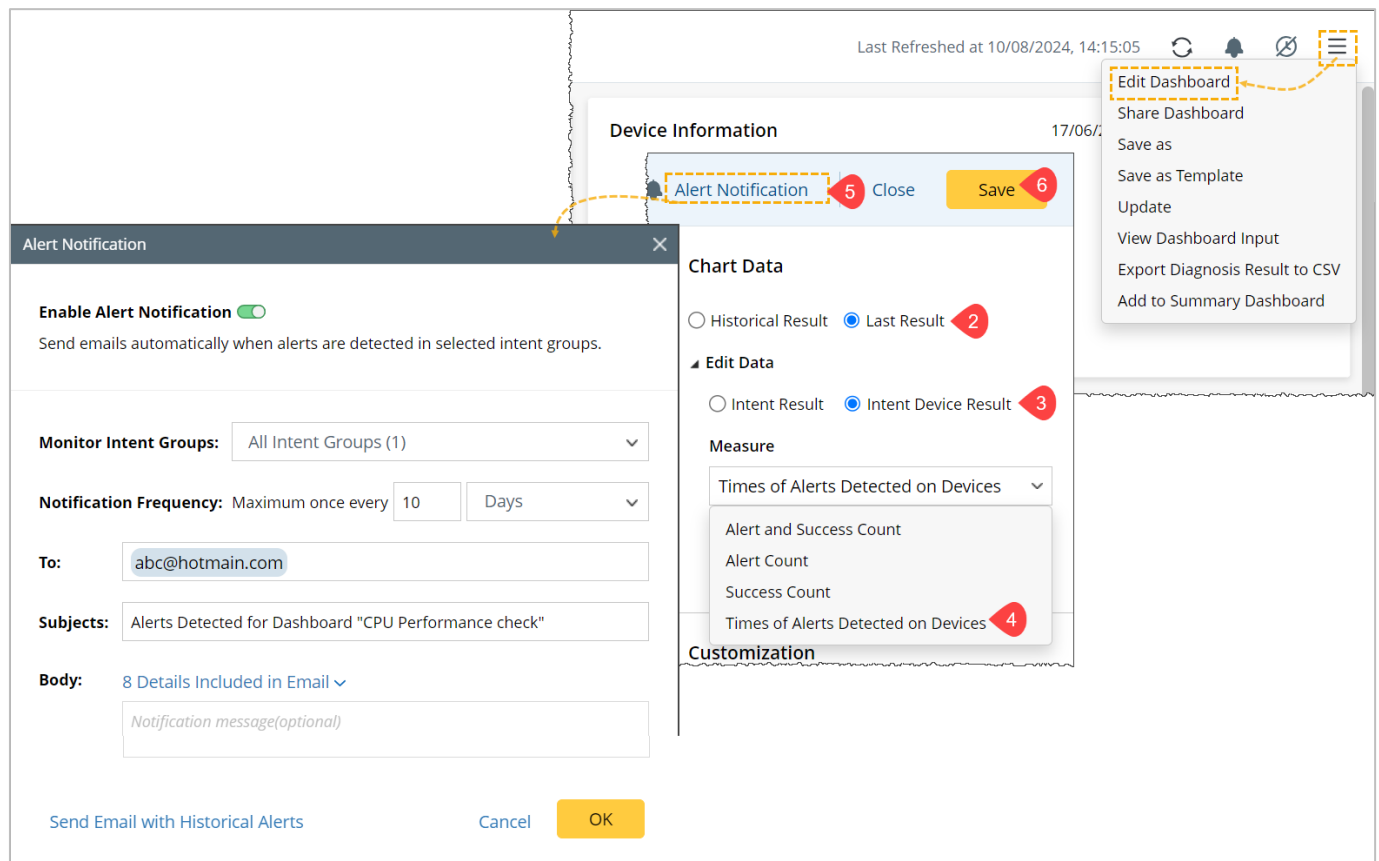 Last Refreshed at 10/08/2024, 14:15:05
Edit Dashboard
Share Dashboard
Save as
Save as Template
Update
View Dashboard Input
Export Diagnosis Result to CSV
Add to Summary Dashboard
Device Information
17/06/2
Alert Notification
5
Close
Save
6
Chart Data
Historical Result
Last Result
2
Edit Data
Intent Result
Intent Device Result
3
Measure
Times of Alerts Detected on Devices
Alert and Success Count
Alert Count
Success Count
Times of Alerts Detected on Devices
4
Customization
Alert Notification
Enable Alert Notification
Send emails automatically when alerts are detected in selected intent groups.
Monitor Intent Groups: All Intent Groups (1)
Notification Frequency: Maximum once every 10 Days
To: abc@hotmain.com
Subjects: Alerts Detected for Dashboard "CPU Performance check"
Body: 8 Details Included in Email
Notification message(optional)
Send Email with Historical Alerts
Cancel
OK